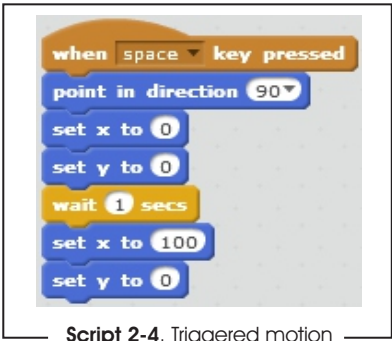 when space key pressed
point in direction 90
set x to 0
set y to 0
wait 1 secs
set x to 100
set y to 0
Script 2-4. Triggered motion